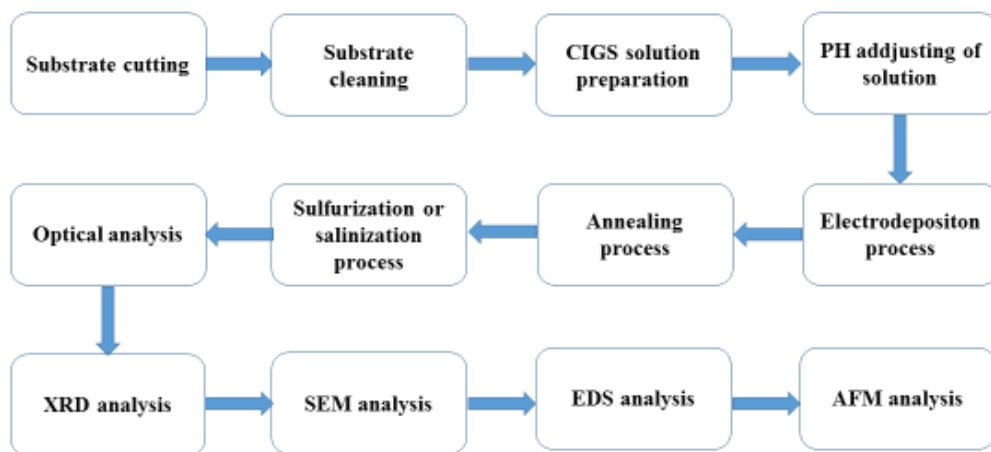 Substrate cutting
Substrate
cleaning
CIGS solution
preparation
PH addjusting of
solution
Optical analysis
Sulfurization or
salinization
process
Annealing
process
Electrodepositon
process
XRD analysis
SEM analysis
EDS analysis
AFM analysis